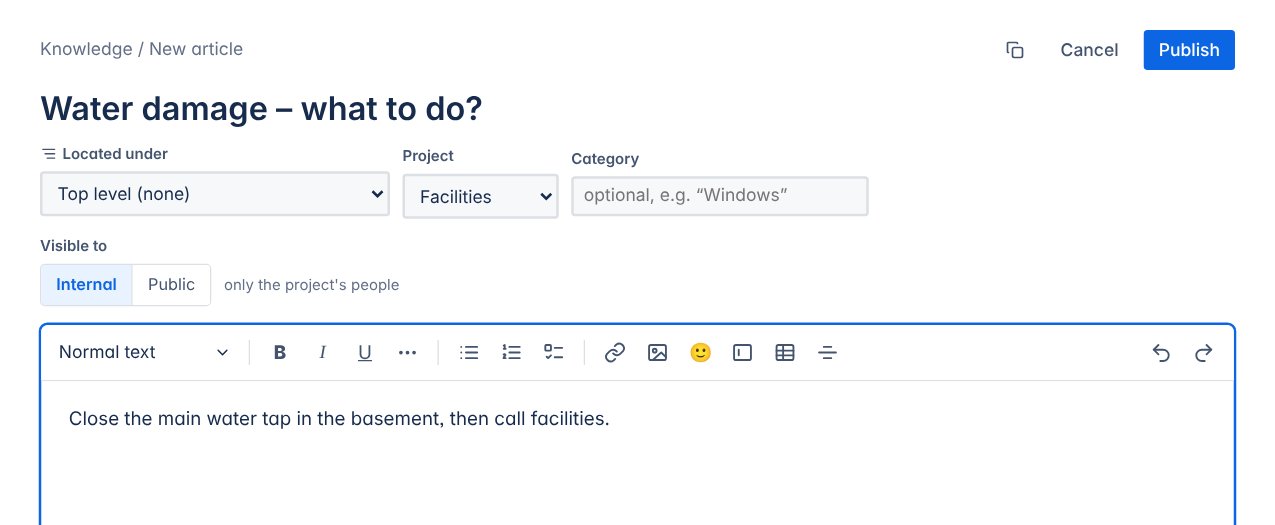 Knowledge / New article
Cancel
Publish
Water damage – what to do?
Located under
Project
Category
Top level (none)
Facilities
optional, e.g. “Windows”
Visible to
Internal
Public
only the project's people
Normal text
B
I
U
Close the main water tap in the basement, then call facilities.